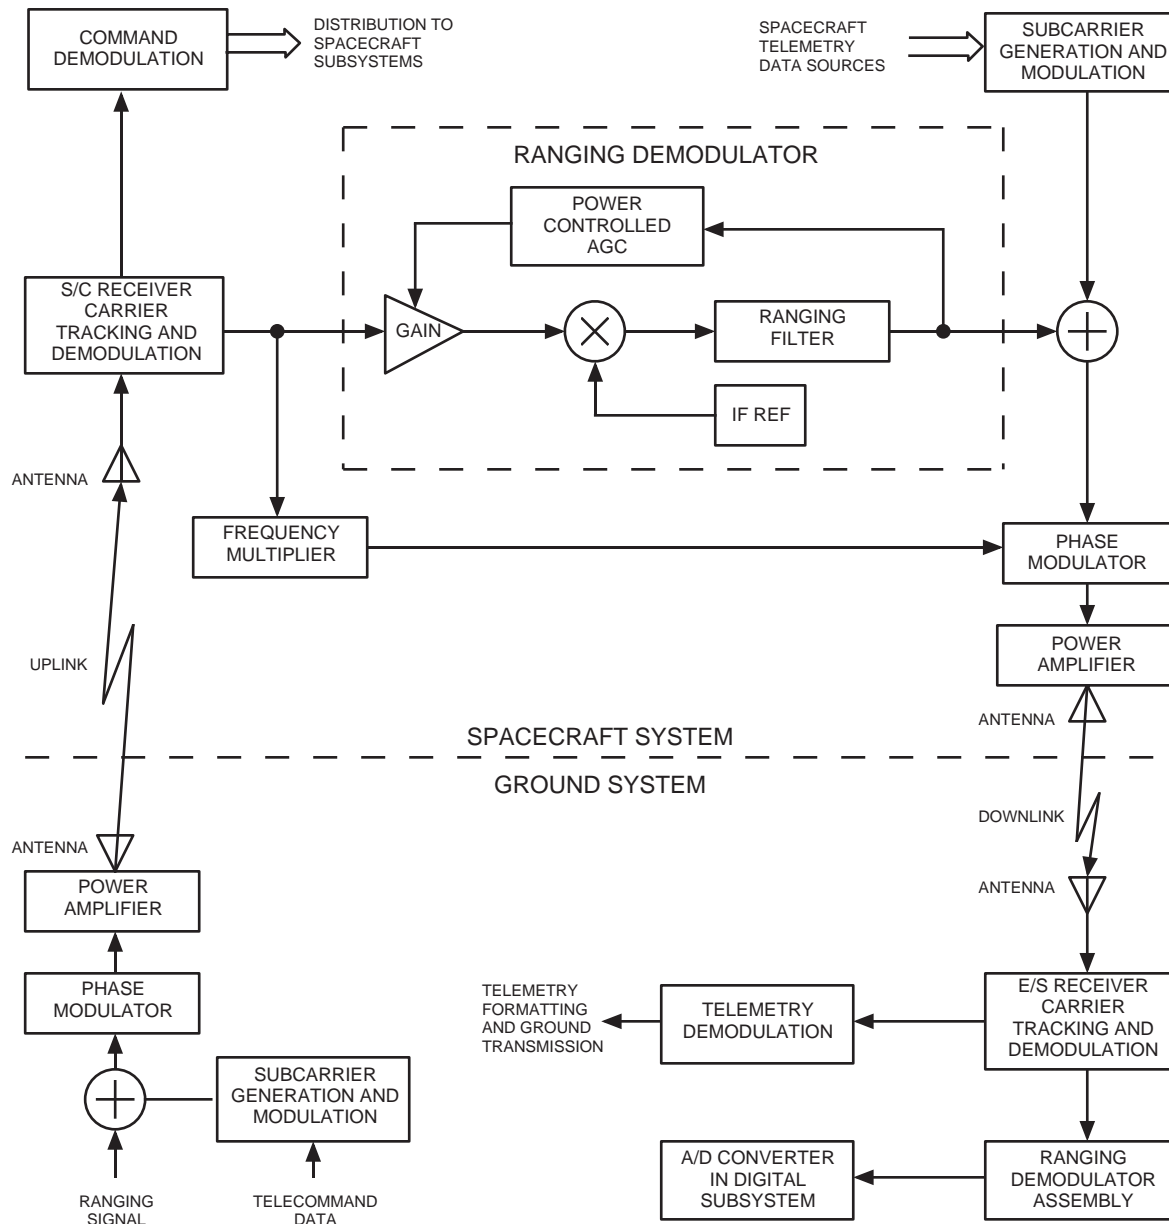 COMMAND
DEMODULATION
DISTRIBUTION TO
SPACECRAFT
SUBSYSTEMS
SPACECRAFT
TELEMETRY
DATA SOURCES
SUBCARRIER
GENERATION AND
MODULATION
RANGING DEMODULATOR
POWER
CONTROLLED
AGC
S/C RECEIVER
CARRIER
TRACKING AND
DEMODULATION
GAIN
RANGING
FILTER
IF REF
ANTENNA
FREQUENCY
MULTIPLIER
PHASE
MODULATOR
UPLINK
POWER
AMPLIFIER
ANTENNA
SPACECRAFT SYSTEM
GROUND SYSTEM
DOWNLINK
ANTENNA
POWER
AMPLIFIER
ANTENNA
PHASE
MODULATOR
TELEMETRY
FORMATTING
AND GROUND
TRANSMISSION
TELEMETRY
DEMODULATION
E/S RECEIVER
CARRIER
TRACKING AND
DEMODULATION
SUBCARRIER
GENERATION AND
MODULATION
A/D CONVERTER
IN DIGITAL
SUBSYSTEM
RANGING
DEMODULATOR
ASSEMBLY
RANGING
SIGNAL
TELECOMMAND
DATA